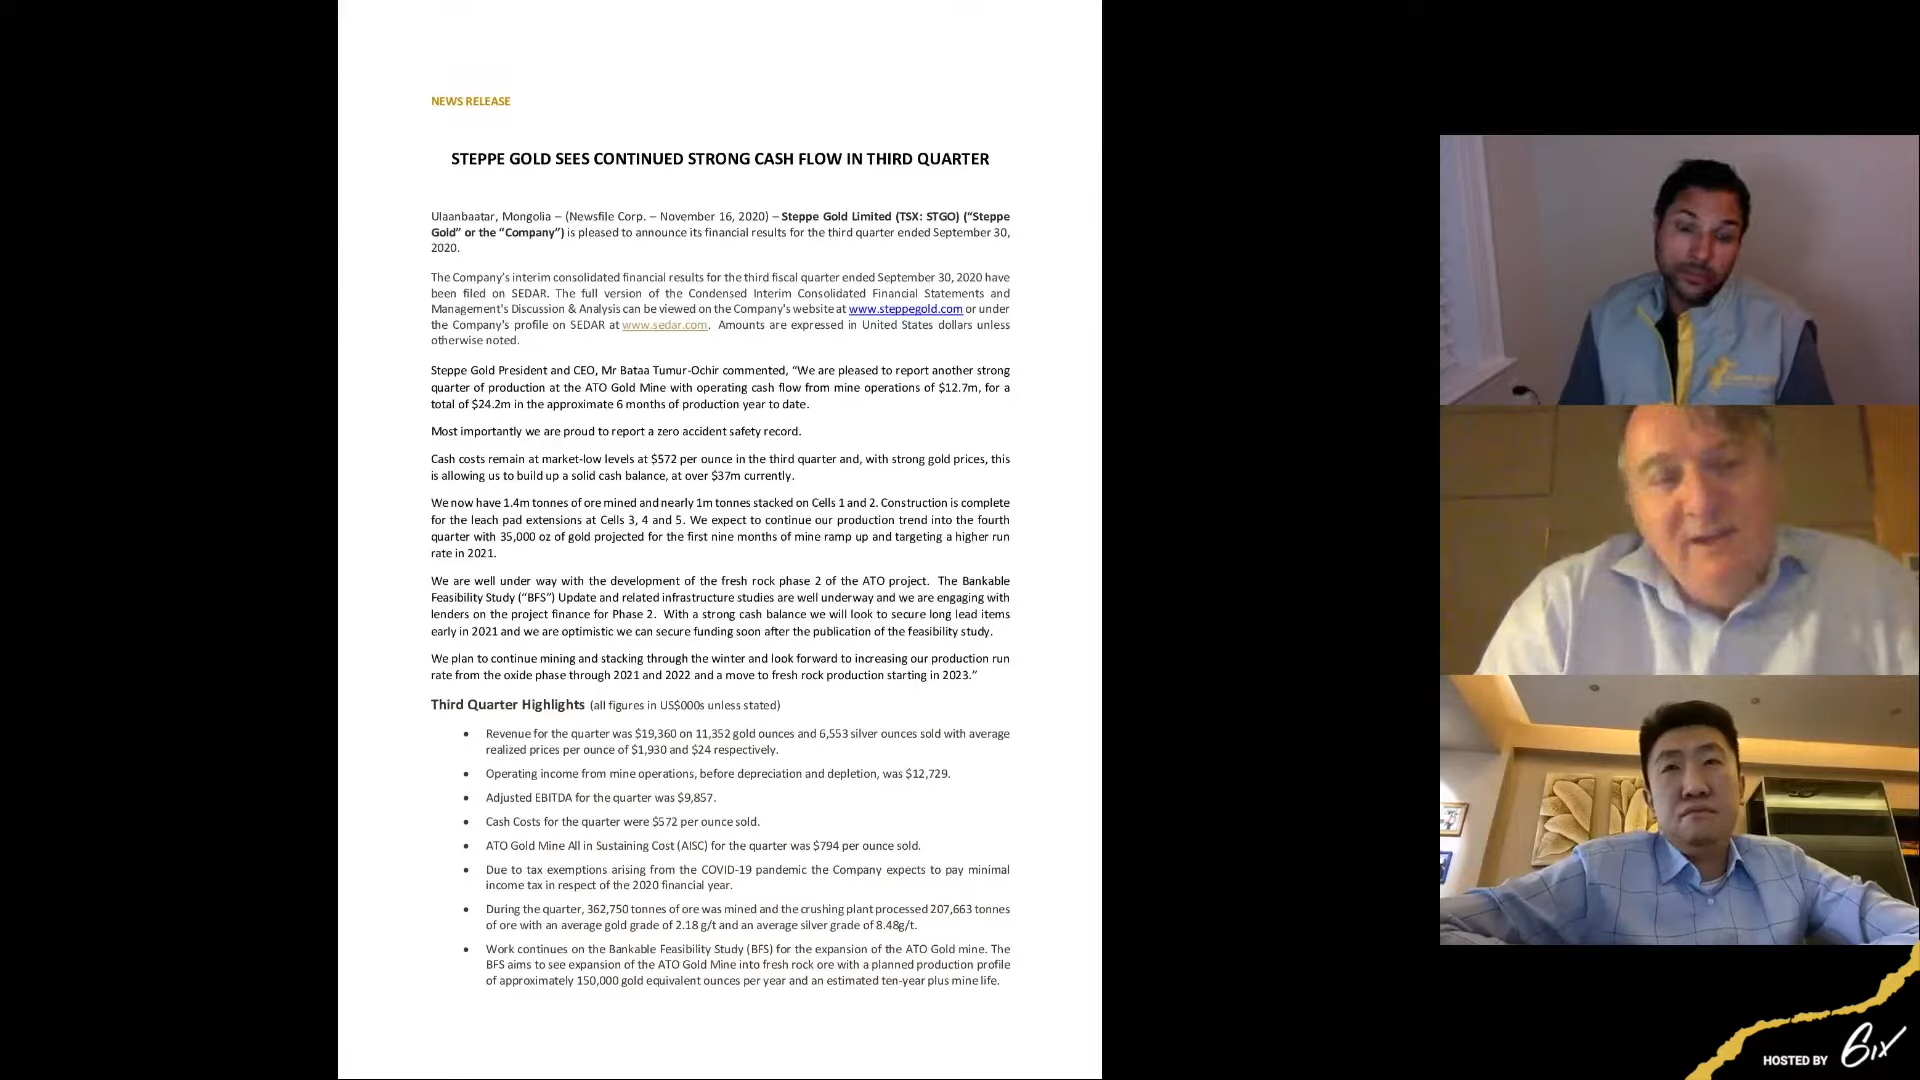 NEWS RELEASE
STEPPE GOLD SEES CONTINUED STRONG CASH FLOW IN THIRD QUARTER
Ulaanbaatar, Mongolia – (Newsfile Corp. – November 16, 2020) – Steppe Gold Limited (TSX: STGO) (“Steppe
Gold” or the “Company”) is pleased to announce its financial results for the third quarter ended September 30,
2020.
The Company’s interim consolidated financial results for the third fiscal quarter ended September 30, 2020 have
been filed on SEDAR. The full version of the Condensed Interim Consolidated Financial Statements and
Management's Discussion & Analysis can be viewed on the Company's website at www.steppegold.com or under
the Company's profile on SEDAR at www.sedar.com. Amounts are expressed in United States dollars unless
otherwise noted.
Steppe Gold President and CEO, Mr Bataa Tumur-Ochir commented, “We are pleased to report another strong
quarter of production at the ATO Gold Mine with operating cash flow from mine operations of $12.7m, for a
total of $24.2m in the approximate 6 months of production year to date.
Most importantly we are proud to report a zero accident safety record.
Cash costs remain at market-low levels at $572 per ounce in the third quarter and, with strong gold prices, this
is allowing us to build up a solid cash balance, at over $37m currently.
We now have 1.4m tonnes of ore mined and nearly 1m tonnes stacked on Cells 1 and 2. Construction is complete
for the leach pad extensions at Cells 3, 4 and 5. We expect to continue our production trend into the fourth
quarter with 35,000 oz of gold projected for the first nine months of mine ramp up and targeting a higher run
rate in 2021.
We are well under way with the development of the fresh rock phase 2 of the ATO project. The Bankable
Feasibility Study (“BFS”) Update and related infrastructure studies are well underway and we are engaging with
lenders on the project finance for Phase 2. With a strong cash balance we will look to secure long lead items
early in 2021 and we are optimistic we can secure funding soon after the publication of the feasibility study.
We plan to continue mining and stacking through the winter and look forward to increasing our production run
rate from the oxide phase through 2021 and 2022 and a move to fresh rock production starting in 2023.”
Third Quarter Highlights (all figures in US$000s unless stated)
• Revenue for the quarter was $19,360 on 11,352 gold ounces and 6,553 silver ounces sold with average
realized prices per ounce of $1,930 and $24 respectively.
• Operating income from mine operations, before depreciation and depletion, was $12,729.
• Adjusted EBITDA for the quarter was $9,857.
• Cash Costs for the quarter were $572 per ounce sold.
• ATO Gold Mine All in Sustaining Cost (AISC) for the quarter was $794 per ounce sold.
• Due to tax exemptions arising from the COVID-19 pandemic the Company expects to pay minimal
income tax in respect of the 2020 financial year.
• During the quarter, 362,750 tonnes of ore was mined and the crushing plant processed 207,663 tonnes
of ore with an average gold grade of 2.18 g/t and an average silver grade of 8.48g/t.
• Work continues on the Bankable Feasibility Study (BFS) for the expansion of the ATO Gold mine. The
BFS aims to see expansion of the ATO Gold Mine into fresh rock ore with a planned production profile
of approximately 150,000 gold equivalent ounces per year and an estimated ten-year plus mine life.
HOSTED BY 6ix